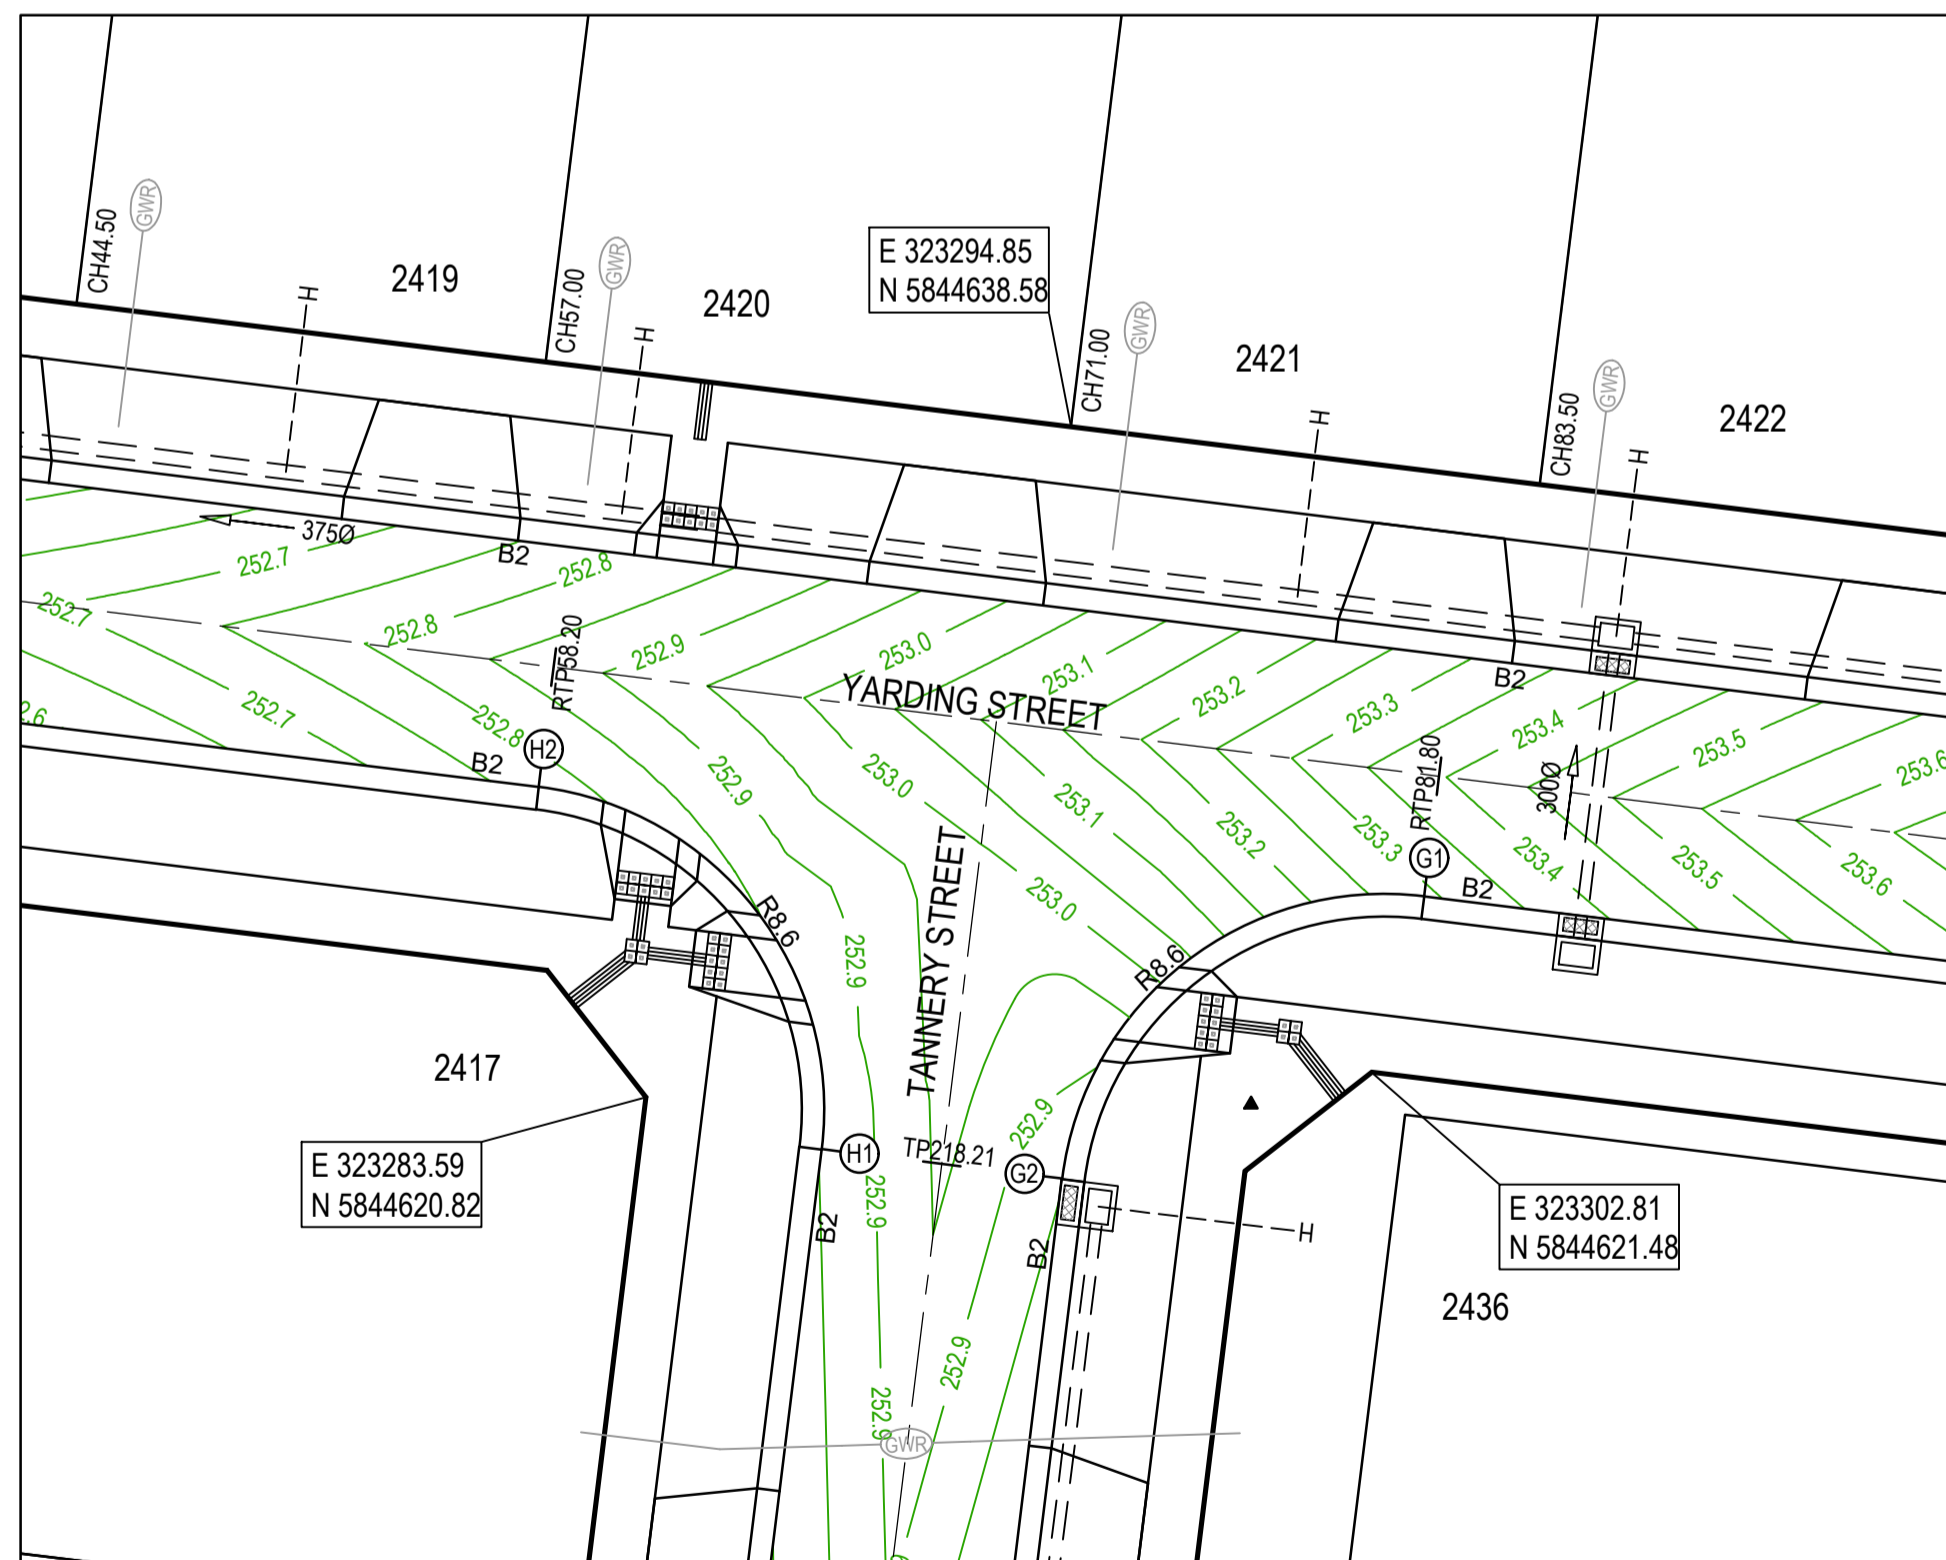 CH44.50
GWR
H
2419
CH57.00
GWR
H
2420
E 323294.85
N 5844638.58
CH71.00
GWR
2421
H
CH83.50
GWR
H
2422
375Ø
252.7
B2
252.8
252.7
252.8
RTP58.20
252.9
253.0
253.1
253.2
253.3
253.4
253.5
253.6
B2
YARDING STREET
2.6
252.7
252.8
H2
B2
252.9
253.0
253.1
253.2
253.3
253.4
253.5
253.6
RTP81.80
300Ø
G1
B2
TANNERY STREET
253.0
R8.6
252.9
R8.6
2417
252.9
H1
TP218.21
G2
E 323283.59
N 5844620.82
252.9
B2
B2
H
E 323302.81
N 5844621.48
2436
252.9
252.9
GWR